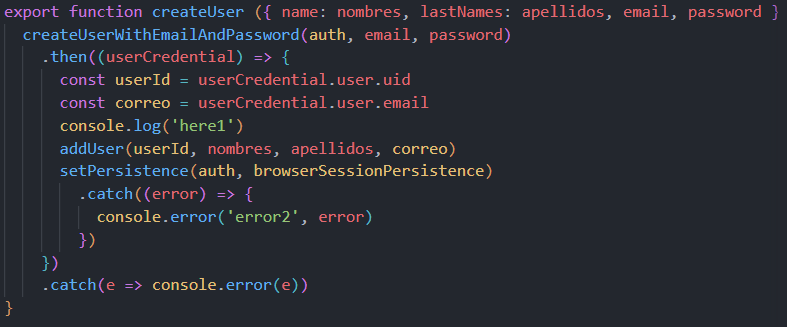 export function createUser ({ name: nombres, lastNames: apellidos, email, password }
createUserWithEmailAndPassword(auth, email, password)
.then((userCredential) => {
const userId = userCredential.user.uid
const correo = userCredential.user.email
console.log('here1')
addUser(userId, nombres, apellidos, correo)
setPersistence(auth, browserSessionPersistence)
.catch((error) => {
console.error('error2', error)
})
})
.catch(e => console.error(e))
}